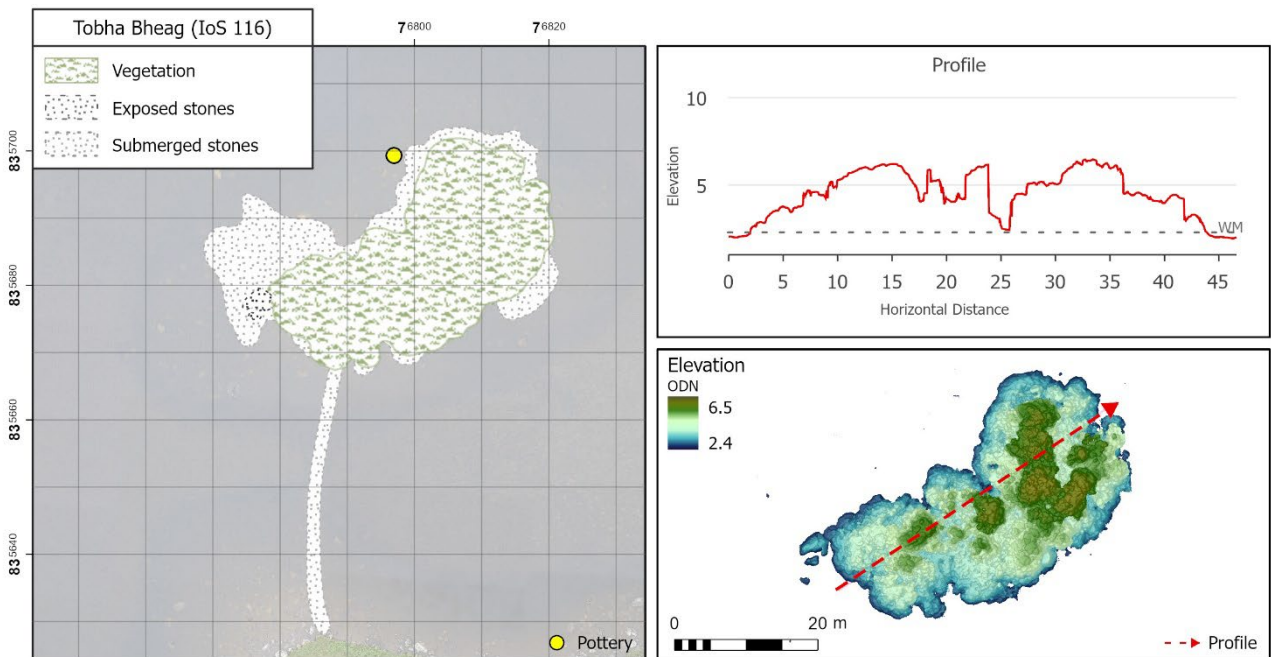 Tobha Bheag (IoS 116)
Vegetation
Exposed stones
Submerged stones
76800
76820
835700
835680
835660
835640
Pottery
Profile
10
5
Elevation
WM
0 5 10 15 20 25 30 35 40 45
Horizontal Distance
Elevation
ODN
6.5
2.4
0 20 m
Profile